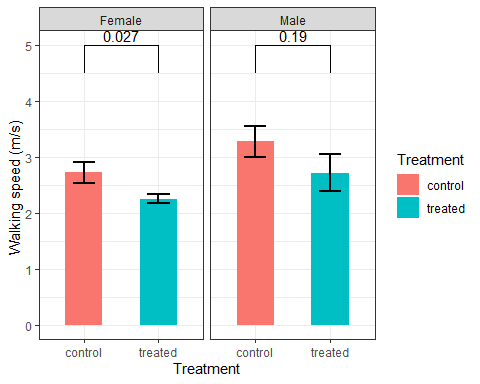 Female
Male
0.027
0.19
5
4
3
2
1
0
Walking speed (m/s)
control
treated
control
treated
Treatment
Treatment
control
treated